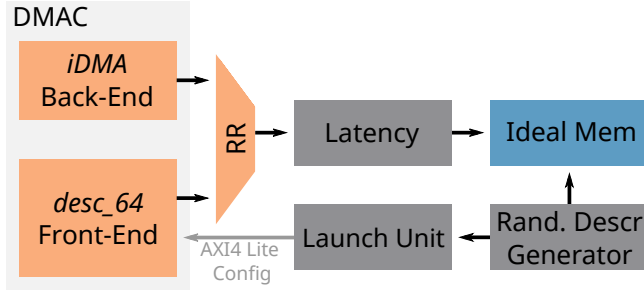 DMAC
iDMA
Back-End
RR
Latency
Ideal Mem
desc_64
Front-End
AXI4 Lite
Config
Launch Unit
Rand. Descr
Generator